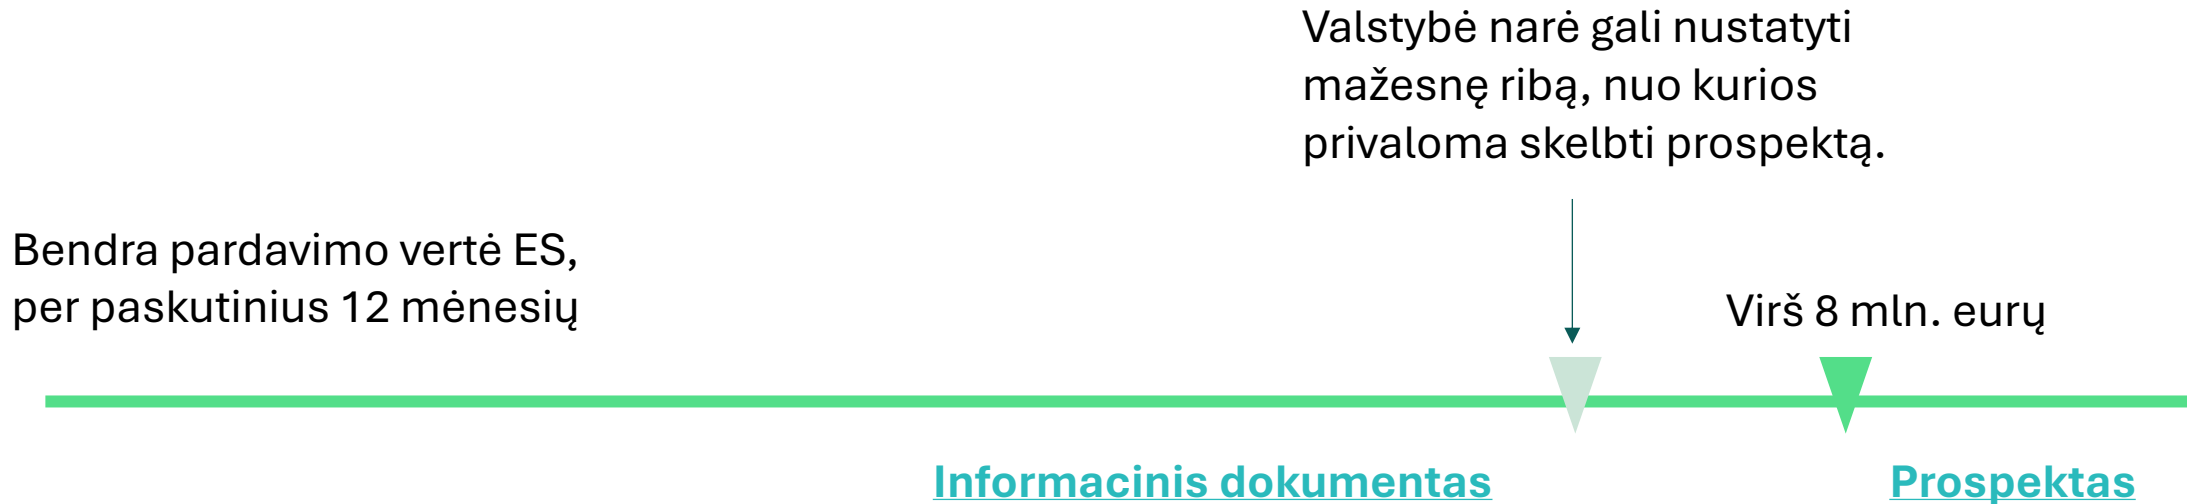 Valstybė narė gali nustatyti
mažesnę ribą, nuo kurios
privaloma skelbti prospektą.
Bendra pardavimo vertė ES,
per paskutinius 12 mėnesių
Virš 8 mln. eurų
Informacinis dokumentas
Prospektas